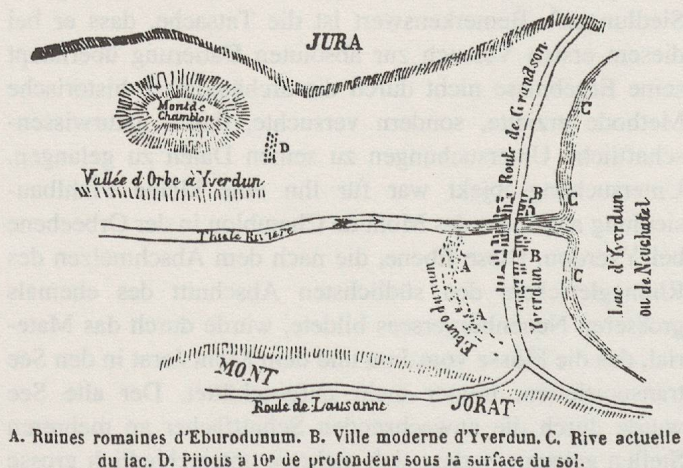 JURA
Mont de
Chamblon
D
Vallée d'Orbe à Yverdun
Route de Grandson
C
B
C
Thiele Rivière
A
B
C
A
Eburodunum
Yverdun
Lac d'Yverdun
ou de Neuchatel
MONT
JORAT
Route de Lausanne
A. Ruines romaines d'Eburodunum. B. Ville moderne d'Yverdun. C. Rive actuelle
du lac. D. Pilotis à 10P de profondeur sous la surface du sol.